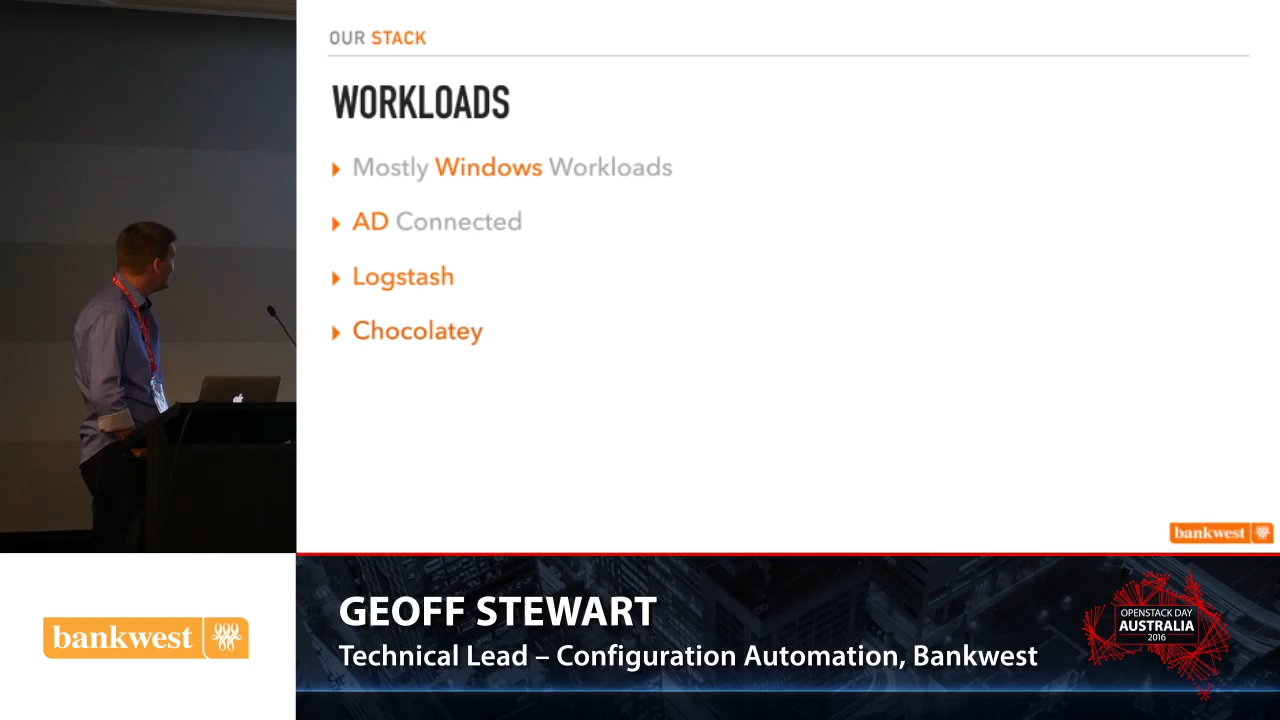 OUR STACK
WORKLOADS
Mostly Windows Workloads
AD Connected
Logstash
Chocolatey
bankwest
bankwest
GEOFF STEWART
Technical Lead – Configuration Automation, Bankwest
OPENSTACK DAY
AUSTRALIA
2016